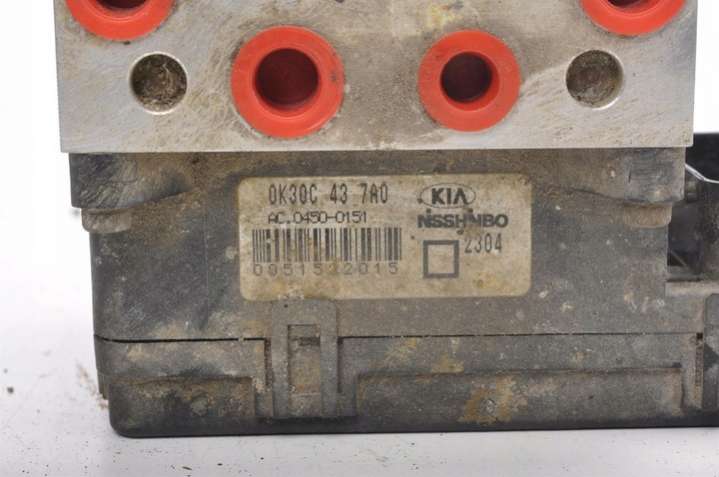 0K30C 43 7A0
KIA
AC.0450-0151
NiSSHiNBO
2304
0051522015